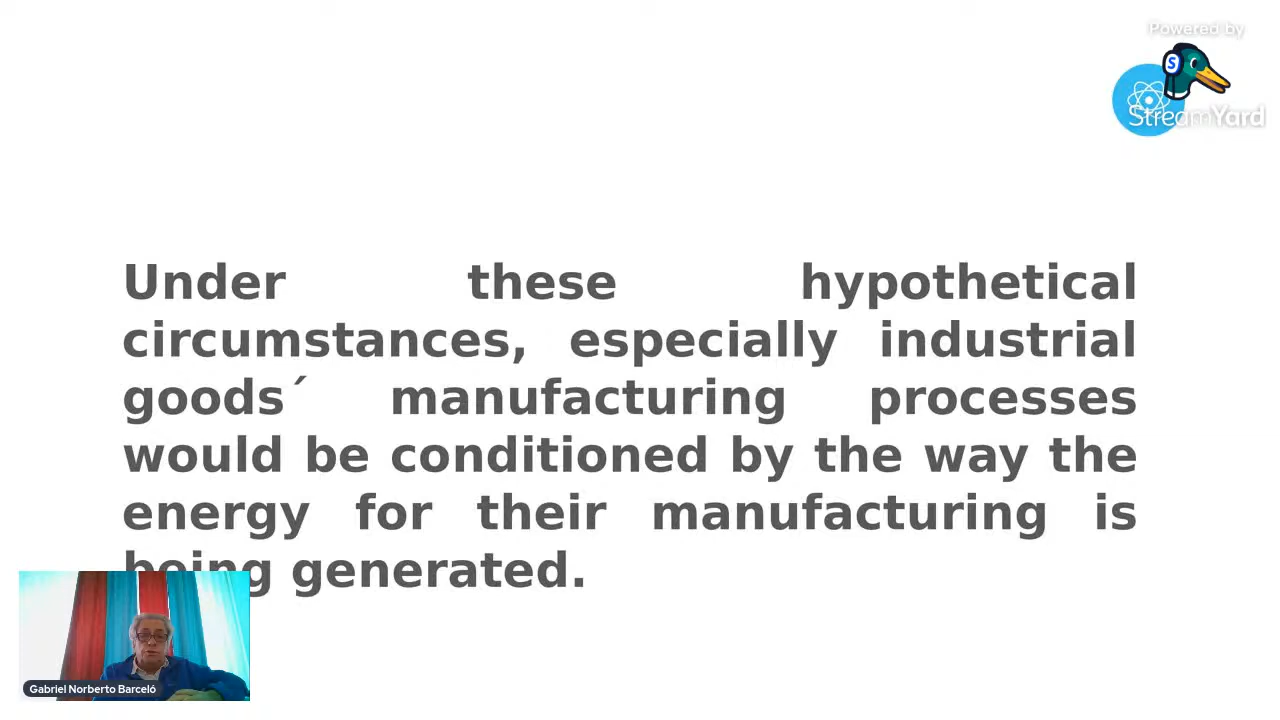 Powered by
StreamYard
Under these hypothetical
circumstances, especially industrial
goods´ manufacturing processes
would be conditioned by the way the
energy for their manufacturing is
being generated.
Gabriel Norberto Barceló